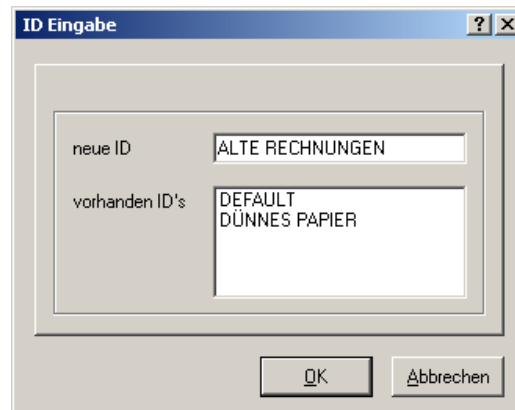 ID Eingabe
neue ID
ALTE RECHNUNGEN
vorhanden ID's
DEFAULT
DÜNNES PAPIER
OK
Abbrechen